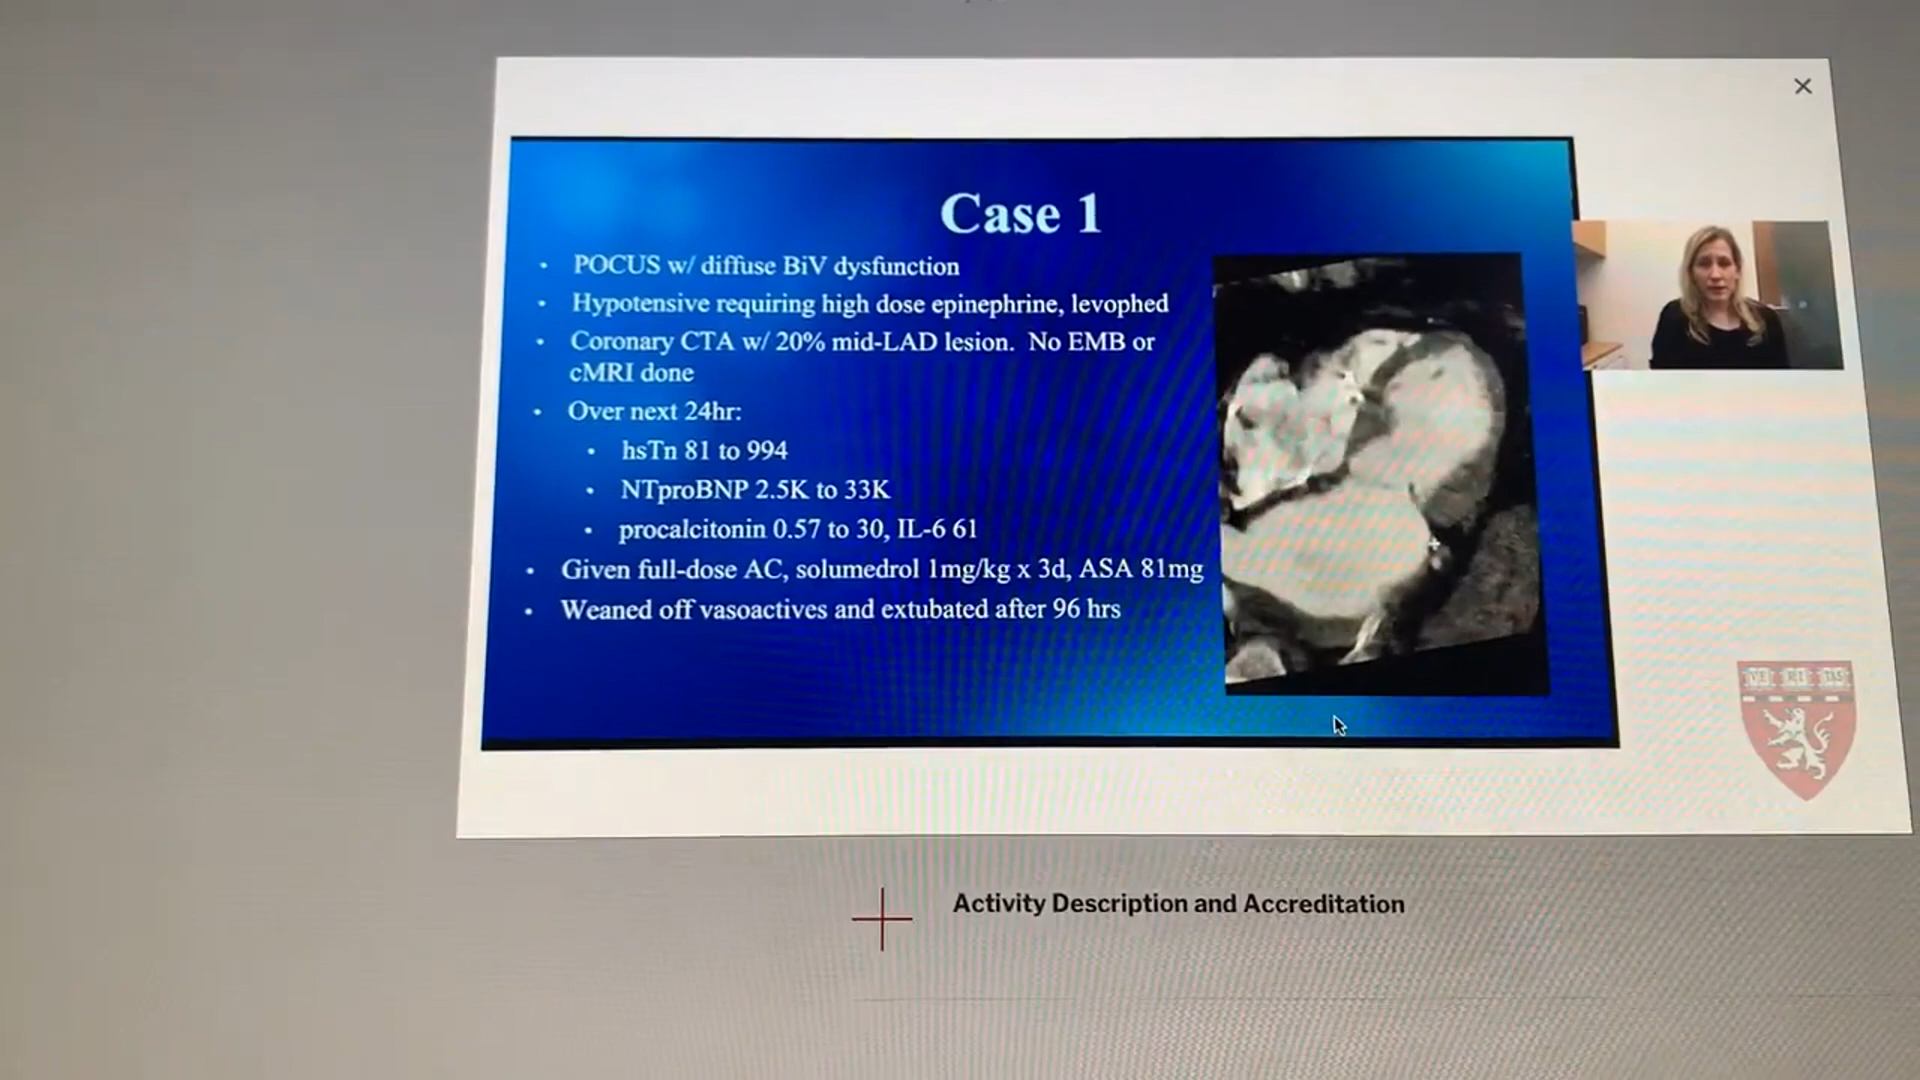 Case 1
• POCUS w/ diffuse BiV dysfunction
• Hypotensive requiring high dose epinephrine, levophed
• Coronary CTA w/ 20% mid-LAD lesion. No EMB or
cMRI done
• Over next 24hr:
• hsTn 81 to 994
• NTproBNP 2.5K to 33K
• procalcitonin 0.57 to 30, IL-6 61
• Given full-dose AC, solumedrol 1mg/kg x 3d, ASA 81mg
• Weaned off vasoactives and extubated after 96 hrs
VE RI TAS
Activity Description and Accreditation